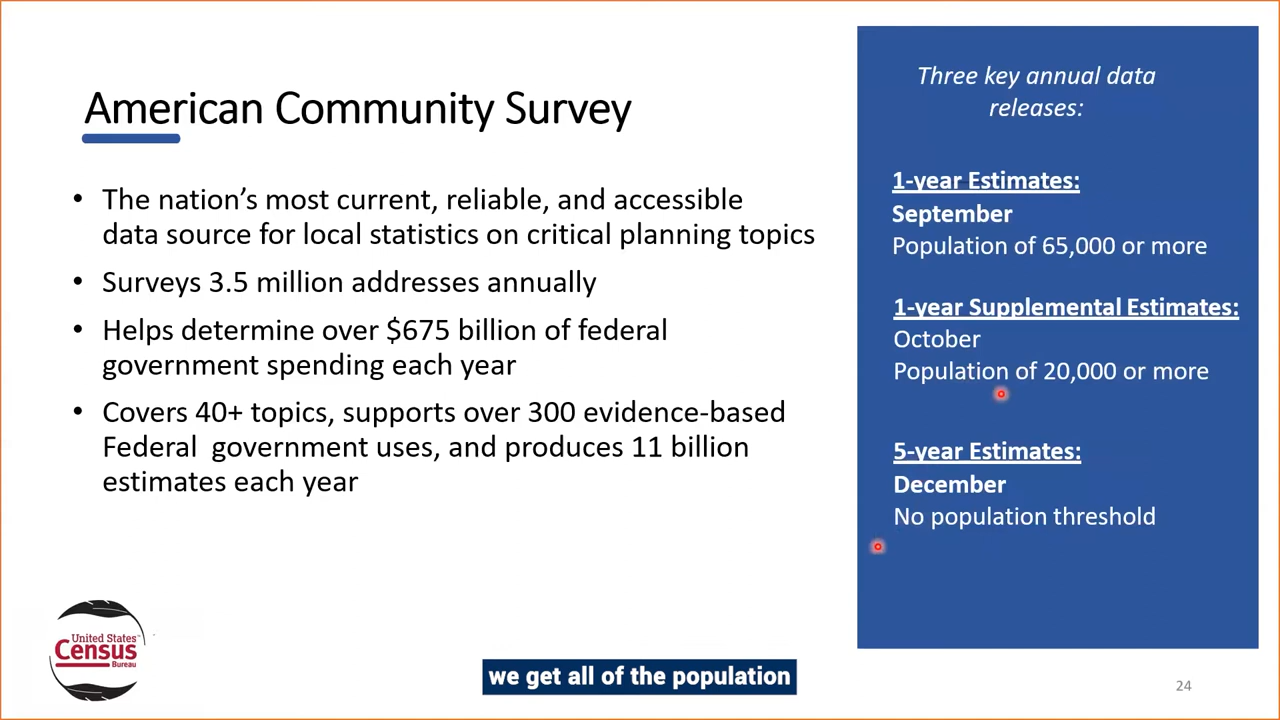 American Community Survey
• The nation’s most current, reliable, and accessible
data source for local statistics on critical planning topics
• Surveys 3.5 million addresses annually
• Helps determine over $675 billion of federal
government spending each year
• Covers 40+ topics, supports over 300 evidence-based
Federal  government uses, and produces 11 billion
estimates each year
Three key annual data
releases:
1-year Estimates:
September
Population of 65,000 or more
1-year Supplemental Estimates:
October
Population of 20,000 or more
5-year Estimates:
December
No population threshold
United States™
Census
Bureau
we get all of the population
24